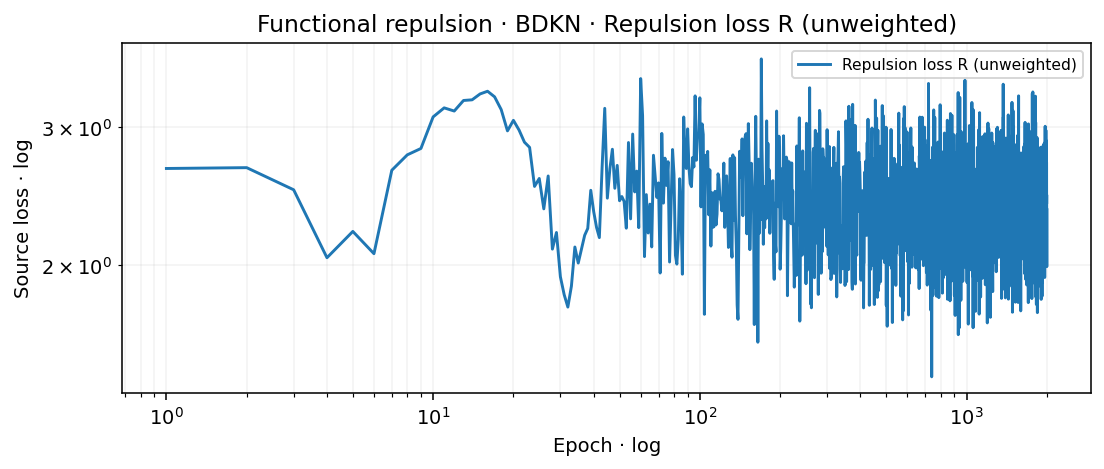 Functional repulsion · BDKN · Repulsion loss R (unweighted)
Repulsion loss R (unweighted)
Source loss · log
3 × 10⁰
2 × 10⁰
10⁰ 10¹ 10² 10³
Epoch · log